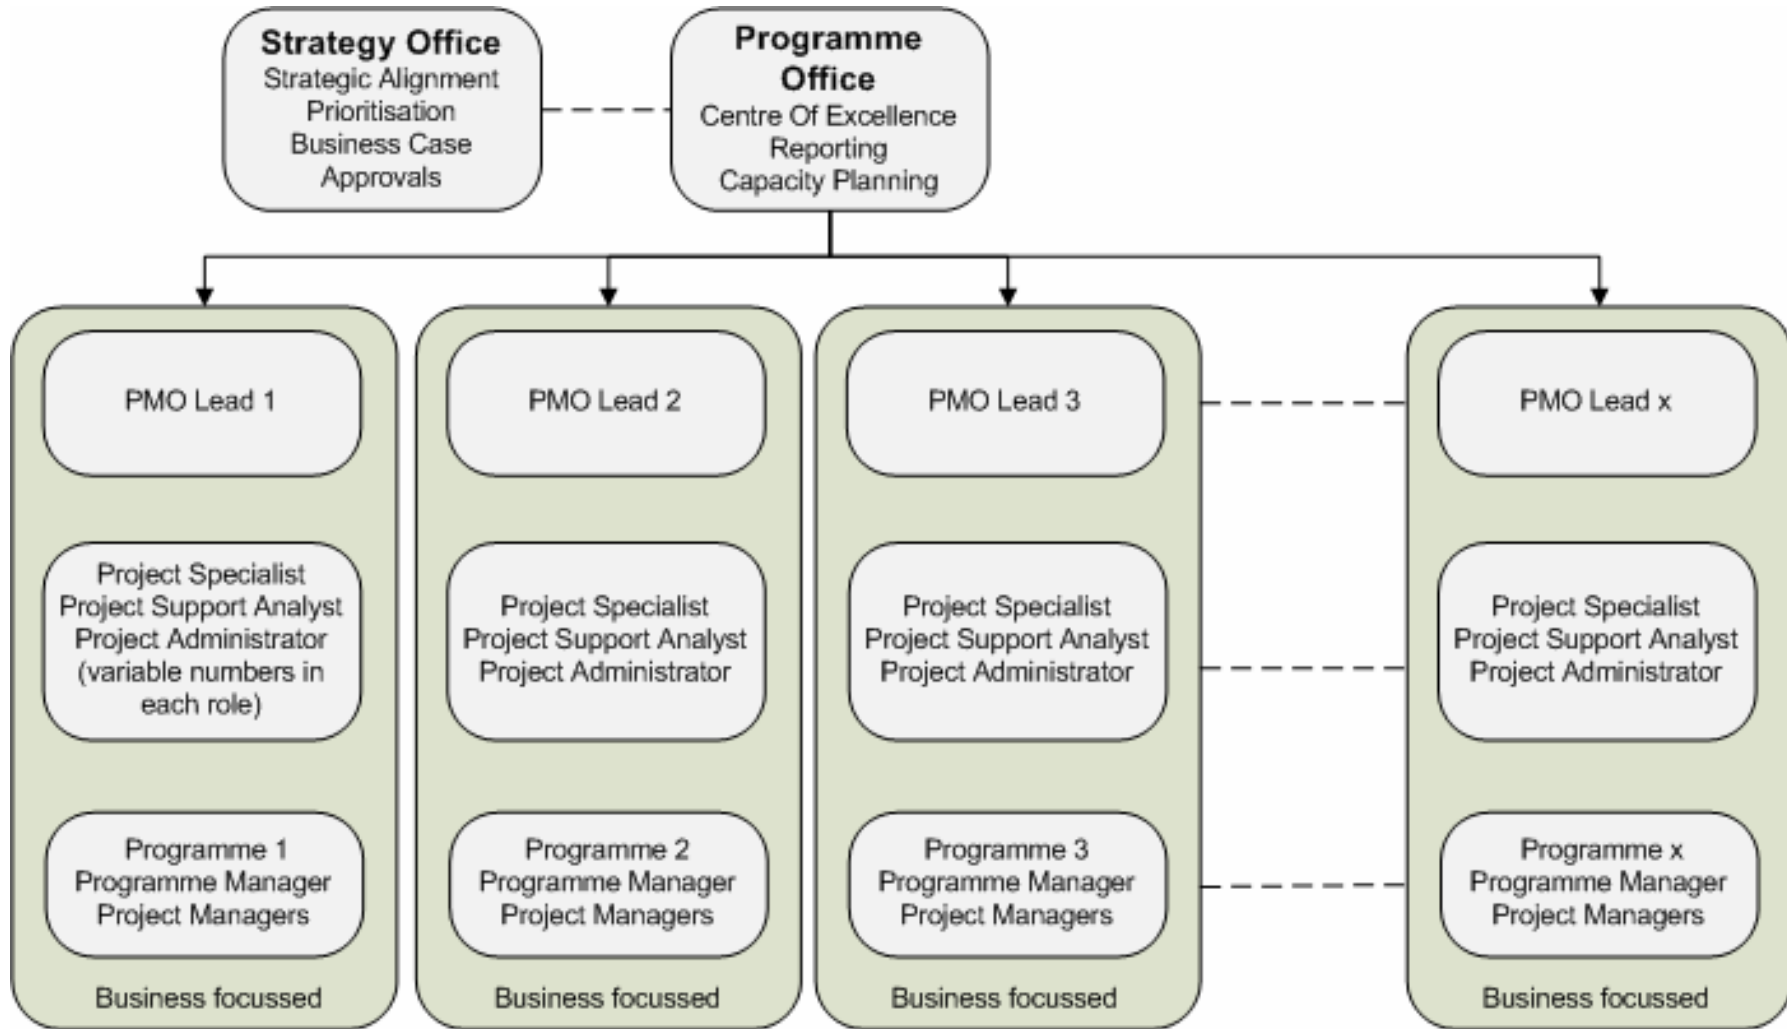 Strategy Office
Strategic Alignment
Prioritisation
Business Case
Approvals
Programme
Office
Centre Of Excellence
Reporting
Capacity Planning
PMO Lead 1
Project Specialist
Project Support Analyst
Project Administrator
(variable numbers in
each role)
Programme 1
Programme Manager
Project Managers
Business focussed
PMO Lead 2
Project Specialist
Project Support Analyst
Project Administrator
Programme 2
Programme Manager
Project Managers
Business focussed
PMO Lead 3
Project Specialist
Project Support Analyst
Project Administrator
Programme 3
Programme Manager
Project Managers
Business focussed
PMO Lead x
Project Specialist
Project Support Analyst
Project Administrator
Programme x
Programme Manager
Project Managers
Business focussed